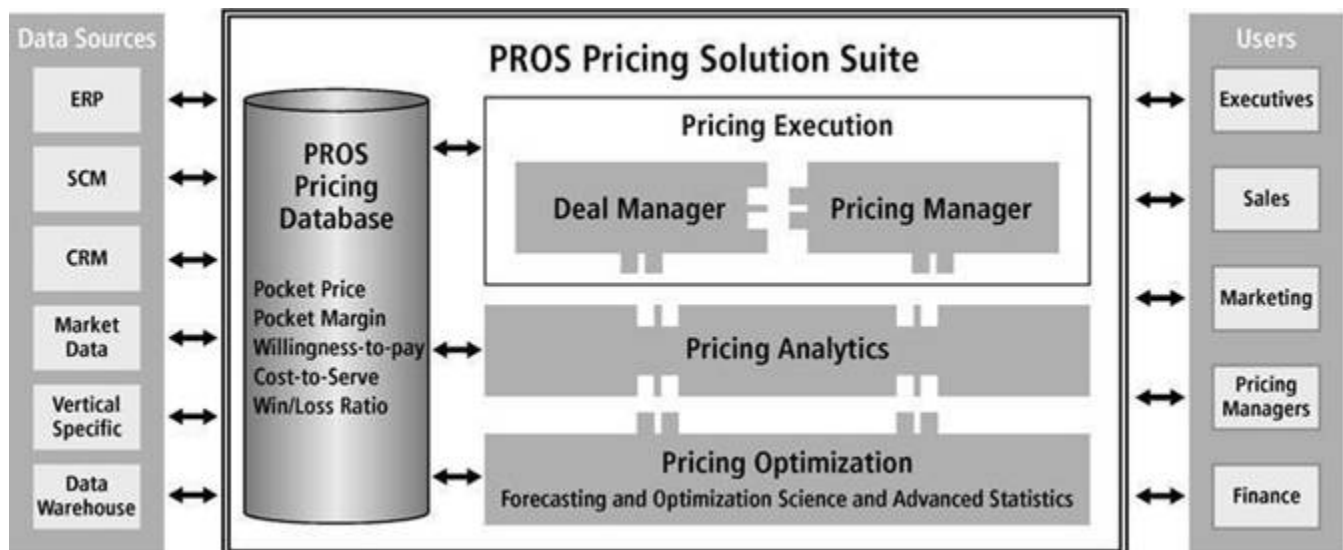 Data Sources
ERP
SCM
CRM
Market
Data
Vertical
Specific
Data
Warehouse
PROS Pricing Solution Suite
PROS
Pricing
Database
Pocket Price
Pocket Margin
Willingness-to-pay
Cost-to-Serve
Win/Loss Ratio
Pricing Execution
Deal Manager
Pricing Manager
Pricing Analytics
Pricing Optimization
Forecasting and Optimization Science and Advanced Statistics
Users
Executives
Sales
Marketing
Pricing
Managers
Finance